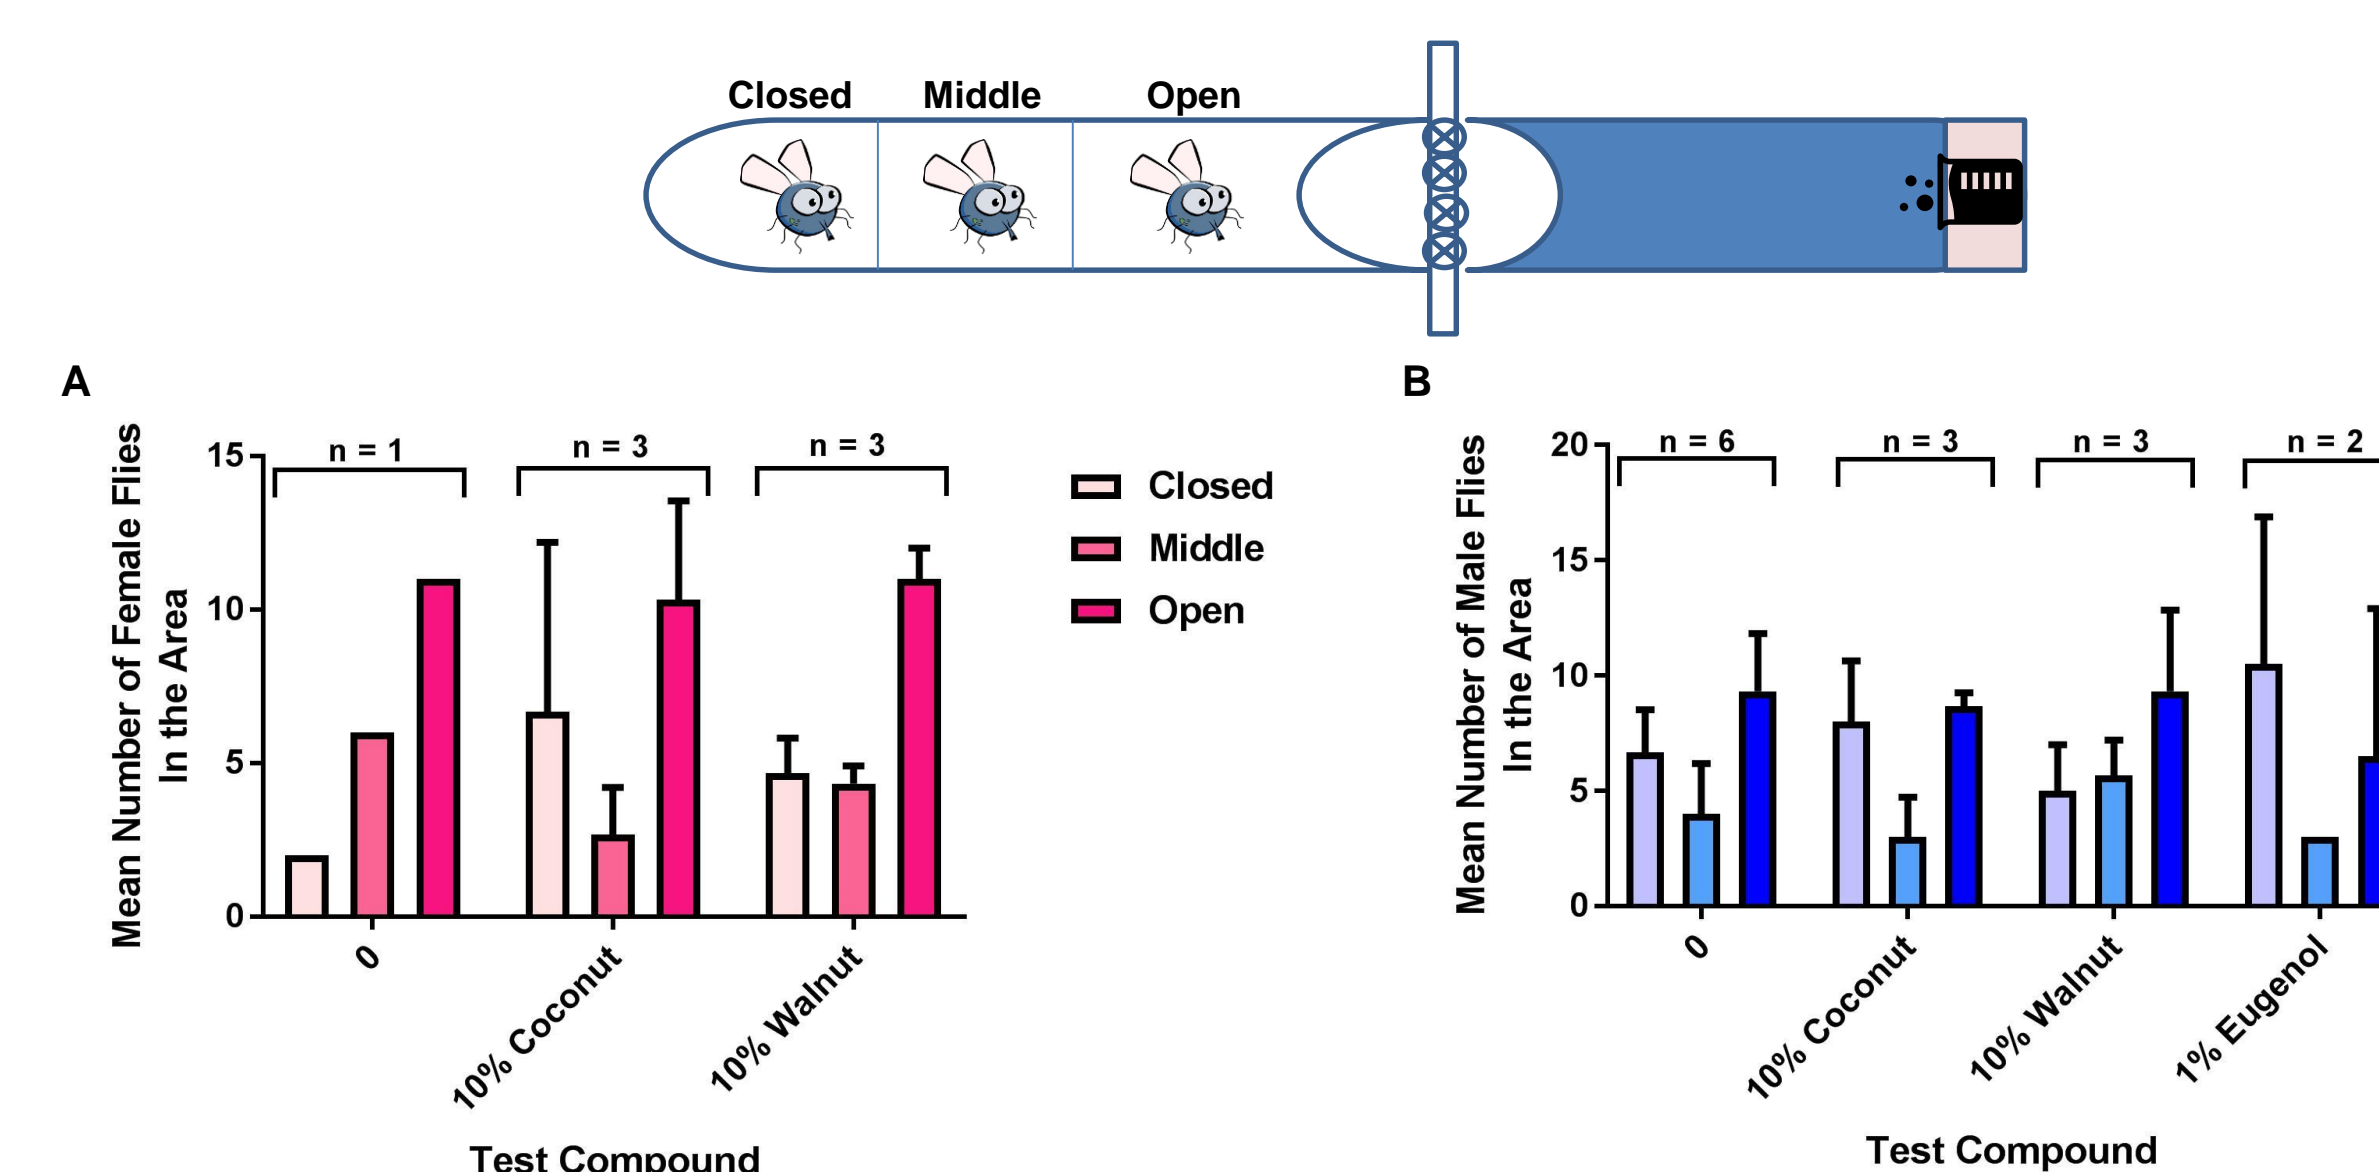 Closed Middle Open
A
B
Mean Number of Female Flies
In the Area
15
10
5
0
n = 1
n = 3
n = 3
0
10% Coconut
10% Walnut
Test Compound
Closed
Middle
Open
Mean Number of Male Flies
In the Area
20
15
10
5
0
n = 6
n = 3
n = 3
n = 2
0
10% Coconut
10% Walnut
1% Eugenol
Test Compound